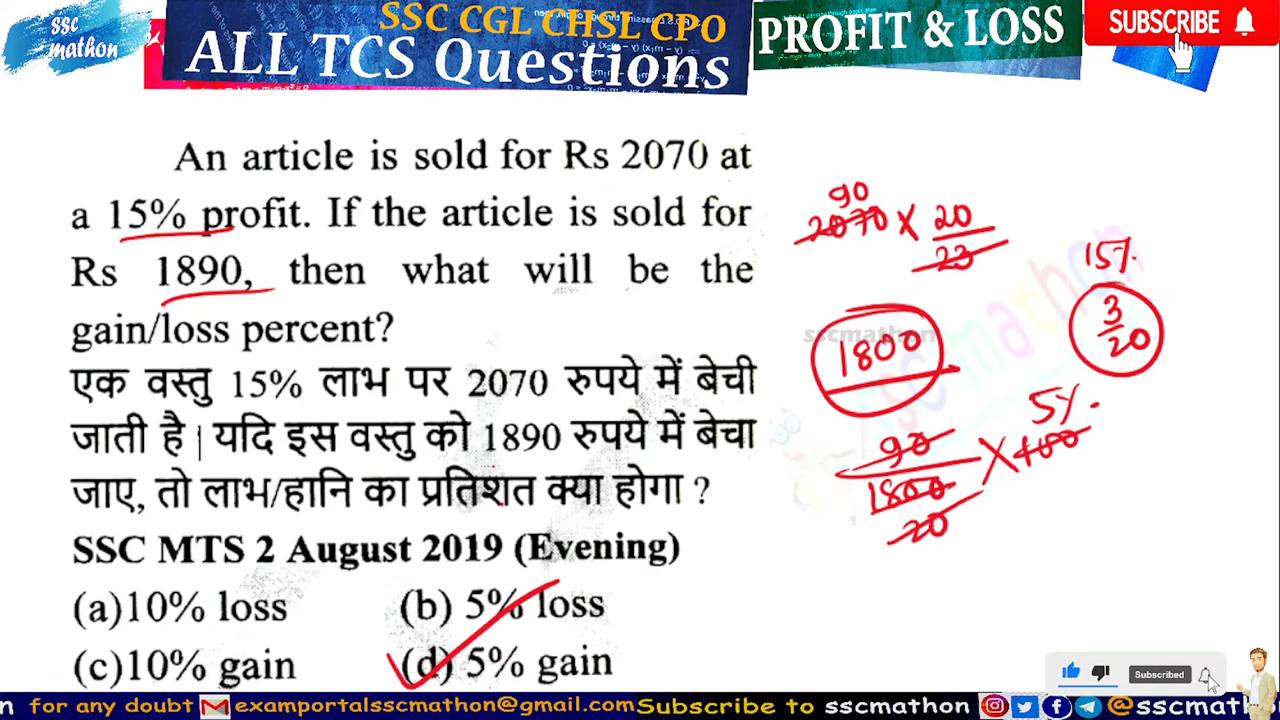 SSC
mathon
SSC CGL CHSL CPO
ALL TCS Questions
PROFIT & LOSS
SUBSCRIBE
An article is sold for Rs 2070 at
a 15% profit. If the article is sold for
Rs 1890, then what will be the
gain/loss percent?
एक वस्तु 15% लाभ पर 2070 रुपये में बेची
जाती है | यदि इस वस्तु को 1890 रुपये में बेचा
जाए, तो लाभ/हानि का प्रतिशत क्या होगा ?
SSC MTS 2 August 2019 (Evening)
(a)10% loss (b) 5% loss
(c)10% gain (d) 5% gain
90
2070 × 20
23
15%.
3
20
sscmathon
1800
5%.
90 × 100
1800
20
Subscribed
n for any doubt examportalsscmathon@gmail.com Subscribe to sscmathon @sscmath